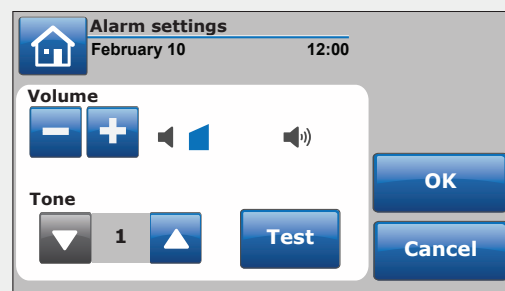 Alarm settings
February 10 12:00
Volume
OK
Tone
1 Test
Cancel